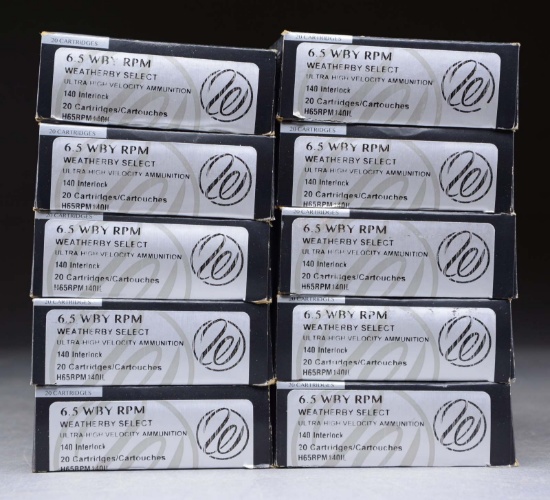 20 CARTRIDGES
6.5 WBY RPM
WEATHERBY SELECT
ULTRA HIGH VELOCITY AMMUNITION
140 Interlock
20 Cartridges/Cartouches
H65RPM140IL
20 CARTRIDGES
6.5 WBY RPM
WEATHERBY SELECT
ULTRA HIGH VELOCITY AMMUNITION
140 Interlock
20 Cartridges/Cartouches
H65RPM140IL
20 CARTRIDGES
6.5 WBY RPM
WEATHERBY SELECT
ULTRA HIGH VELOCITY AMMUNITION
140 Interlock
20 Cartridges/Cartouches
H65RPM140IL
20 CARTRIDGES
6.5 WBY RPM
WEATHERBY SELECT
ULTRA HIGH VELOCITY AMMUNITION
140 Interlock
20 Cartridges/Cartouches
H65RPM140IL
20 CARTRIDGES
6.5 WBY RPM
WEATHERBY SELECT
ULTRA HIGH VELOCITY AMMUNITION
140 Interlock
20 Cartridges/Cartouches
H65RPM140IL
20 CARTRIDGES
6.5 WBY RPM
WEATHERBY SELECT
ULTRA HIGH VELOCITY AMMUNITION
140 Interlock
20 Cartridges/Cartouches
H65RPM140IL
20 CARTRIDGES
6.5 WBY RPM
WEATHERBY SELECT
ULTRA HIGH VELOCITY AMMUNITION
140 Interlock
20 Cartridges/Cartouches
H65RPM140IL
20 CARTRIDGES
6.5 WBY RPM
WEATHERBY SELECT
ULTRA HIGH VELOCITY AMMUNITION
140 Interlock
20 Cartridges/Cartouches
H65RPM140IL
20 CARTRIDGES
6.5 WBY RPM
WEATHERBY SELECT
ULTRA HIGH VELOCITY AMMUNITION
140 Interlock
20 Cartridges/Cartouches
H65RPM140IL
20 CARTRIDGES
6.5 WBY RPM
WEATHERBY SELECT
ULTRA HIGH VELOCITY AMMUNITION
140 Interlock
20 Cartridges/Cartouches
H65RPM140IL